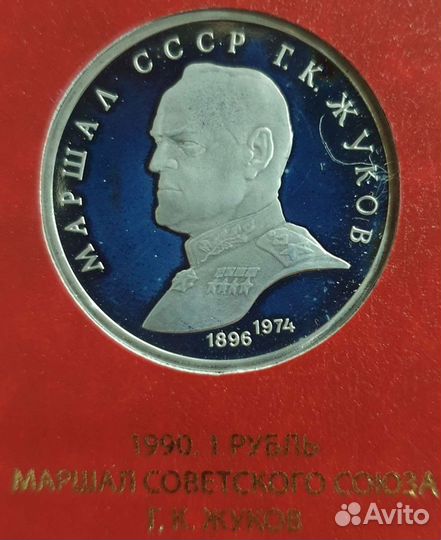 МАРШАЛ СССР Г.К. ЖУКОВ
1896 1974
1990. 1 РУБЛЬ
МАРШАЛ СОВЕТСКОГО СОЮЗА
Г. К. ЖУКОВ
Avito